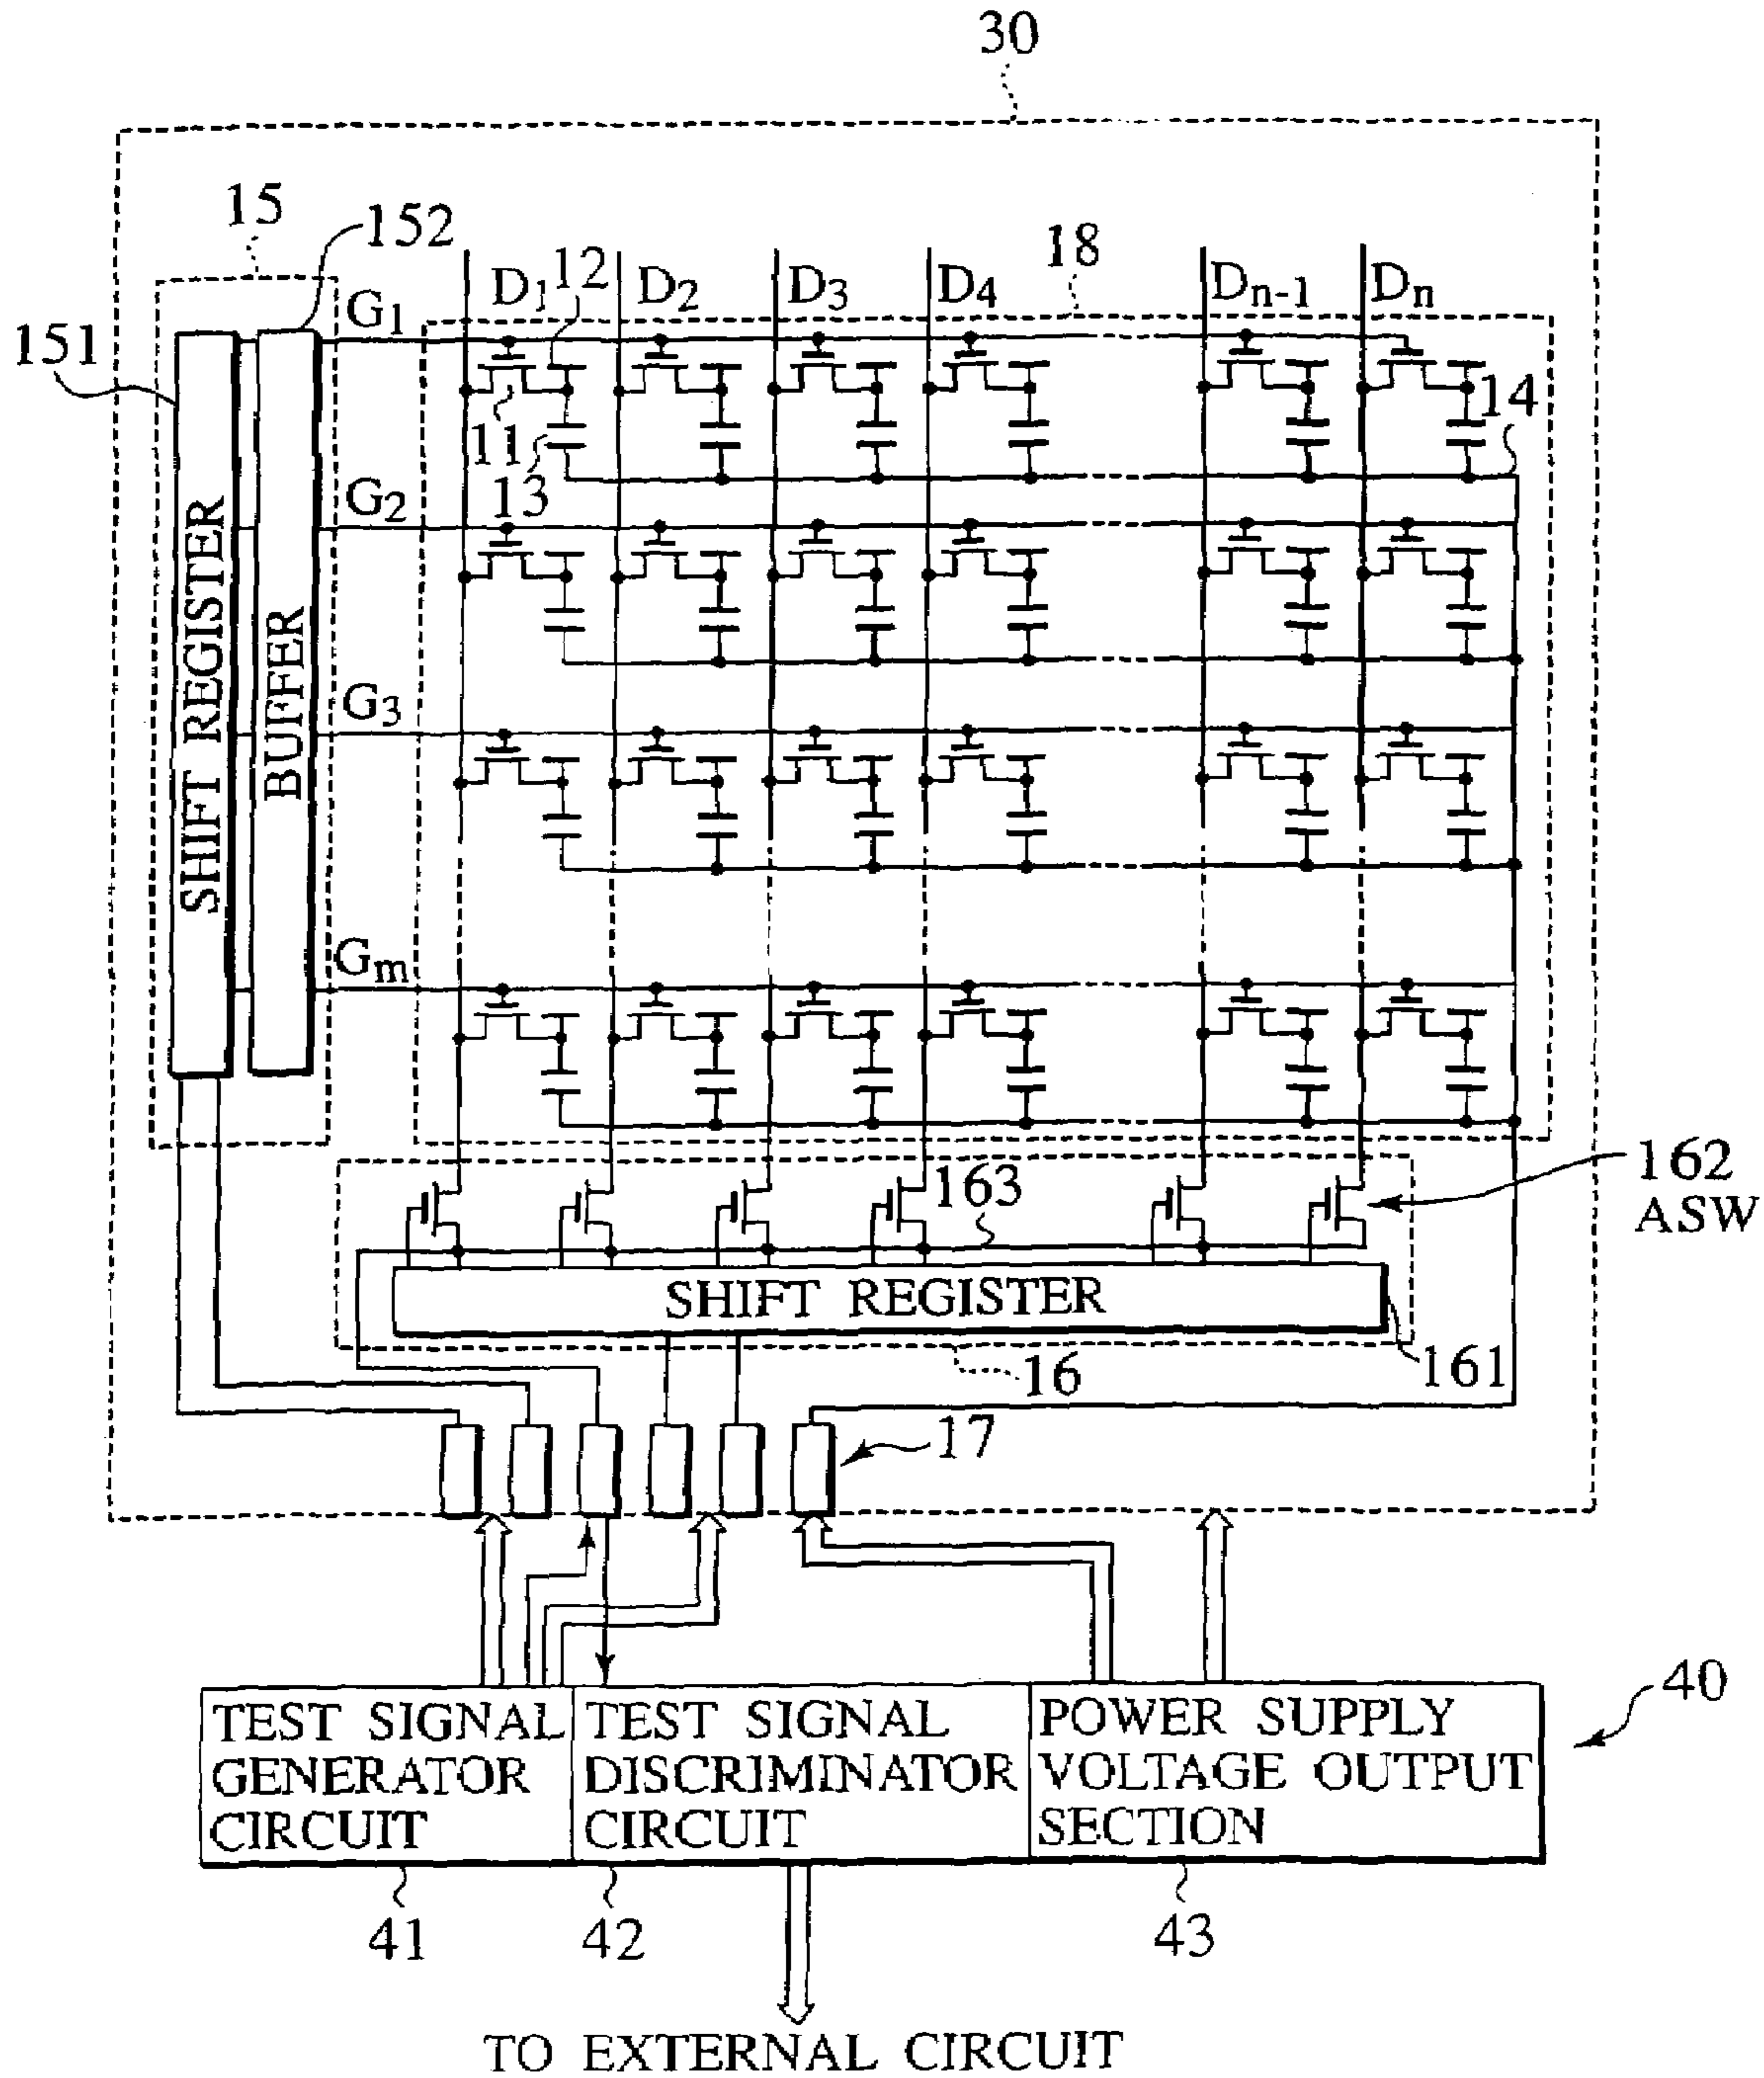 30
15
152
151
G1
D1
12
D2
D3
D4
18
Dn-1
Dn
14
11
13
G2
G3
Gm
SHIFT REGISTER
BUFFER
163
162
ASW
SHIFT REGISTER
161
16
17
40
TEST SIGNAL GENERATOR CIRCUIT
TEST SIGNAL DISCRIMINATOR CIRCUIT
POWER SUPPLY VOLTAGE OUTPUT SECTION
41
42
43
TO EXTERNAL CIRCUIT